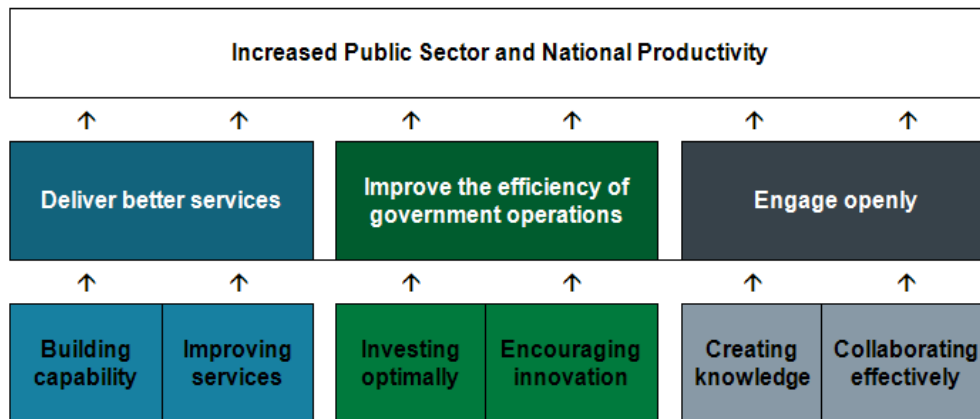 Increased Public Sector and National Productivity
↑ ↑ ↑ ↑ ↑ ↑
Deliver better services
Improve the efficiency of
government operations
Engage openly
↑ ↑ ↑ ↑ ↑ ↑
Building
capability
Improving
services
Investing
optimally
Encouraging
innovation
Creating
knowledge
Collaborating
effectively